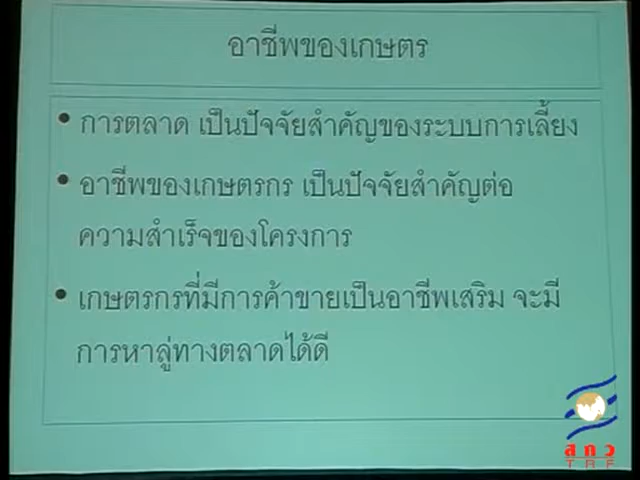 อาชีพของเกษตร
• การตลาด เป็นปัจจัยสำคัญของระบบการเลี้ยง
• อาชีพของเกษตรกร เป็นปัจจัยสำคัญต่อ
ความสำเร็จของโครงการ
• เกษตรกรที่มีการค้าขายเป็นอาชีพเสริม จะมี
การหาลู่ทางตลาดได้ดี
สกว
TRF